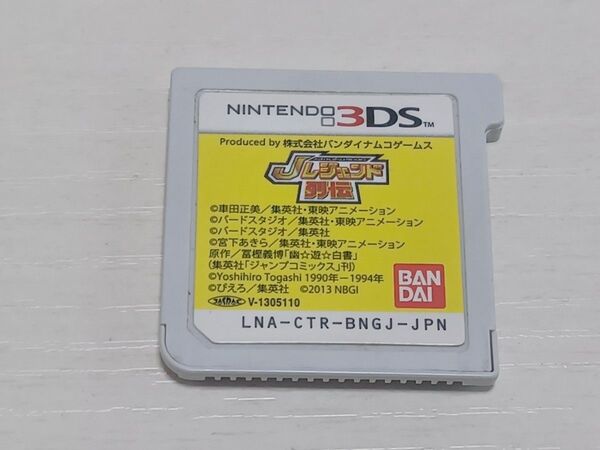 NINTENDO 3DS™
Produced by 株式会社バンダイナムコゲームス
Jレジェンド
列伝
©車田正美／集英社・東映アニメーション
©バードスタジオ／集英社・東映アニメーション
©バードスタジオ／集英社
©宮下あきら／集英社・東映アニメーション
原作／冨樫義博「幽☆遊☆白書」
(集英社「ジャンプコミックス」刊)
©Yoshihiro Togashi 1990年－1994年
©ぴえろ／集英社 ©2013 NBGI
JASRAC V-1305110
BAN
DAI
LNA-CTR-BNGJ-JPN